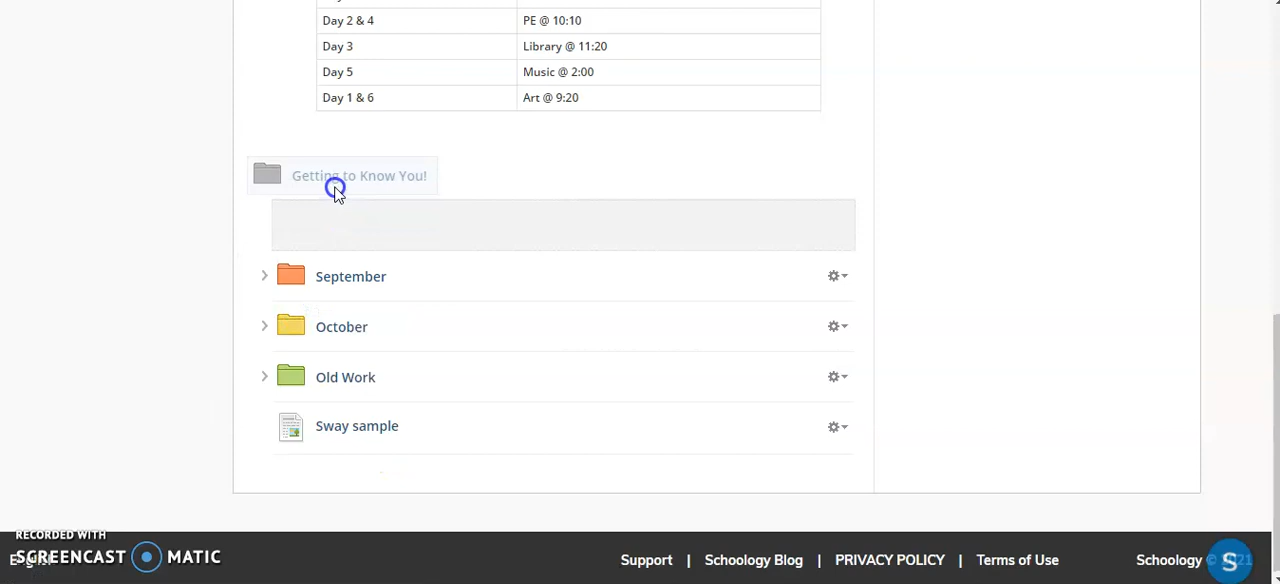 Day 2 & 4 PE @ 10:10
Day 3 Library @ 11:20
Day 5 Music @ 2:00
Day 1 & 6 Art @ 9:20
Getting to Know You!
September
October
Old Work
Sway sample
RECORDED WITH
SCREENCAST MATIC
Support | Schoology Blog | PRIVACY POLICY | Terms of Use Schoology © 2021
S